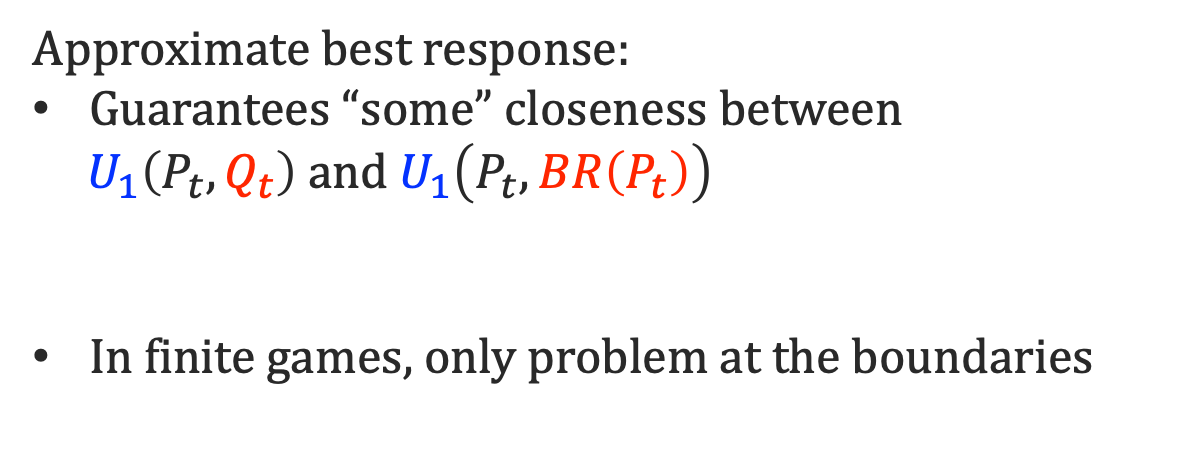 Approximate best response:
• Guarantees “some” closeness between
U₁(Pₜ, Qₜ) and U₁(Pₜ, BR(Pₜ))
• In finite games, only problem at the boundaries